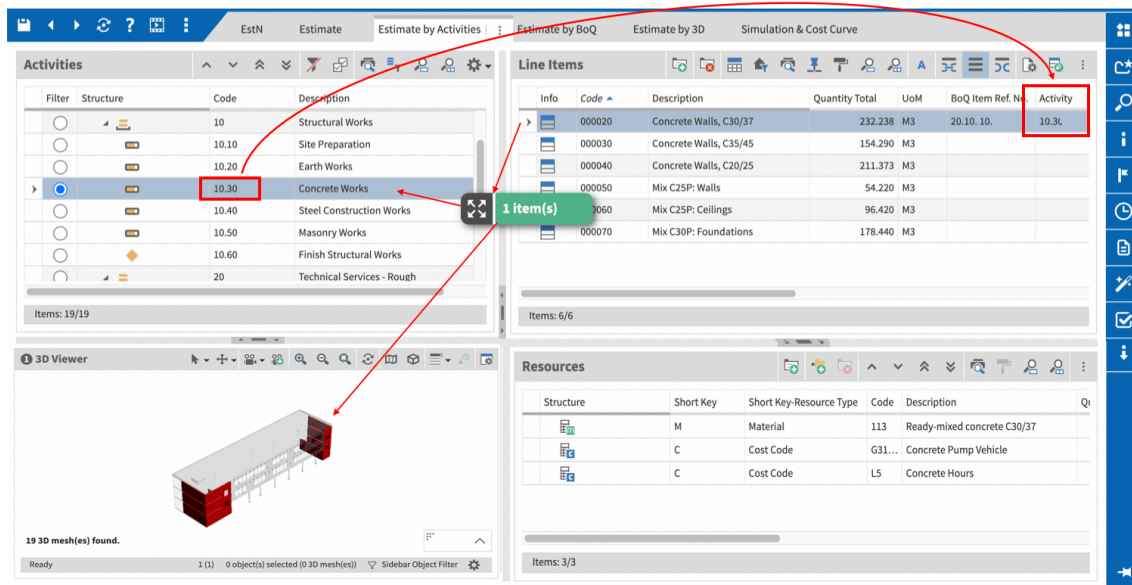 EstN Estimate Estimate by Activities Estimate by BoQ Estimate by 3D Simulation & Cost Curve
Activities
Filter Structure Code Description
10 Structural Works
10.10 Site Preparation
10.20 Earth Works
10.30 Concrete Works
10.40 Steel Construction Works
10.50 Masonry Works
10.60 Finish Structural Works
20 Technical Services - Rough
Items: 19/19
Line Items
A
Info Code Description Quantity Total UoM BoQ Item Ref. No. Activity
000020 Concrete Walls, C30/37 232.238 M3 20.10. 10.
000030 Concrete Walls, C35/45 154.290 M3
000040 Concrete Walls, C20/25 211.373 M3
000050 Mix C25P: Walls 54.220 M3
Mix C25P: Ceilings 96.420 M3
000070 Mix C30P: Foundations 178.440 M3
1 item(s)
Items: 6/6
3D Viewer
19 3D mesh(es) found.
Ready 1 (1) 0 object(s) selected (0 3D mesh(es)) Sidebar Object Filter
Resources
Structure Short Key Short Key-Resource Type Code Description
M Material 113 Ready-mixed concrete C30/37
C Cost Code G31... Concrete Pump Vehicle
C Cost Code L5 Concrete Hours
Items: 3/3